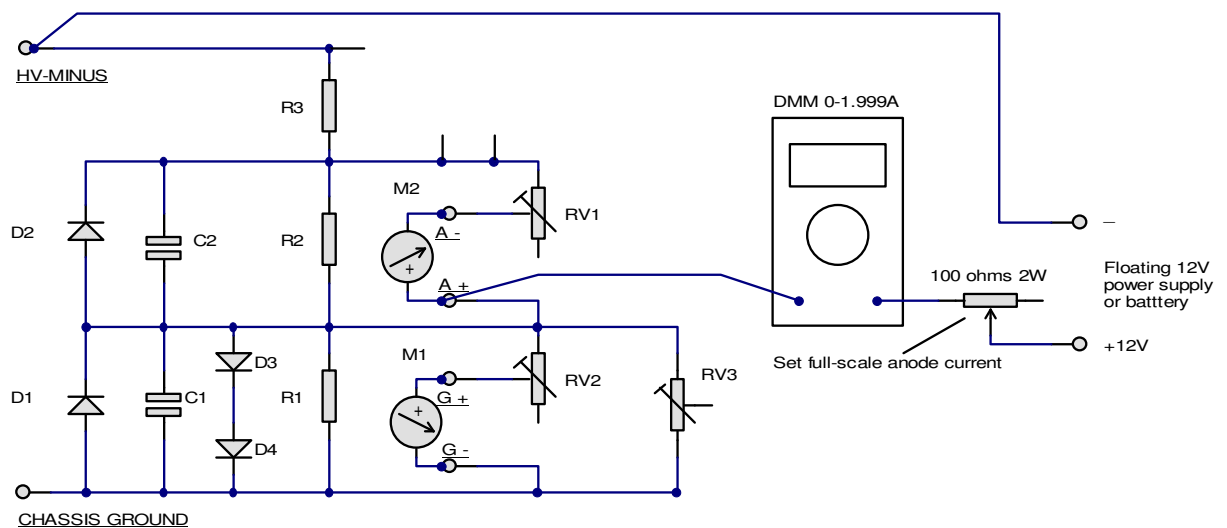 HV-MINUS
R3
DMM 0-1.999A
M2
RV1
D2
C2
R2
A -
A +
100 ohms 2W
–
Floating 12V
power supply
or batttery
+12V
Set full-scale anode current
D3
M1
RV2
RV3
D1
C1
R1
G +
D4
G -
CHASSIS GROUND
+
+